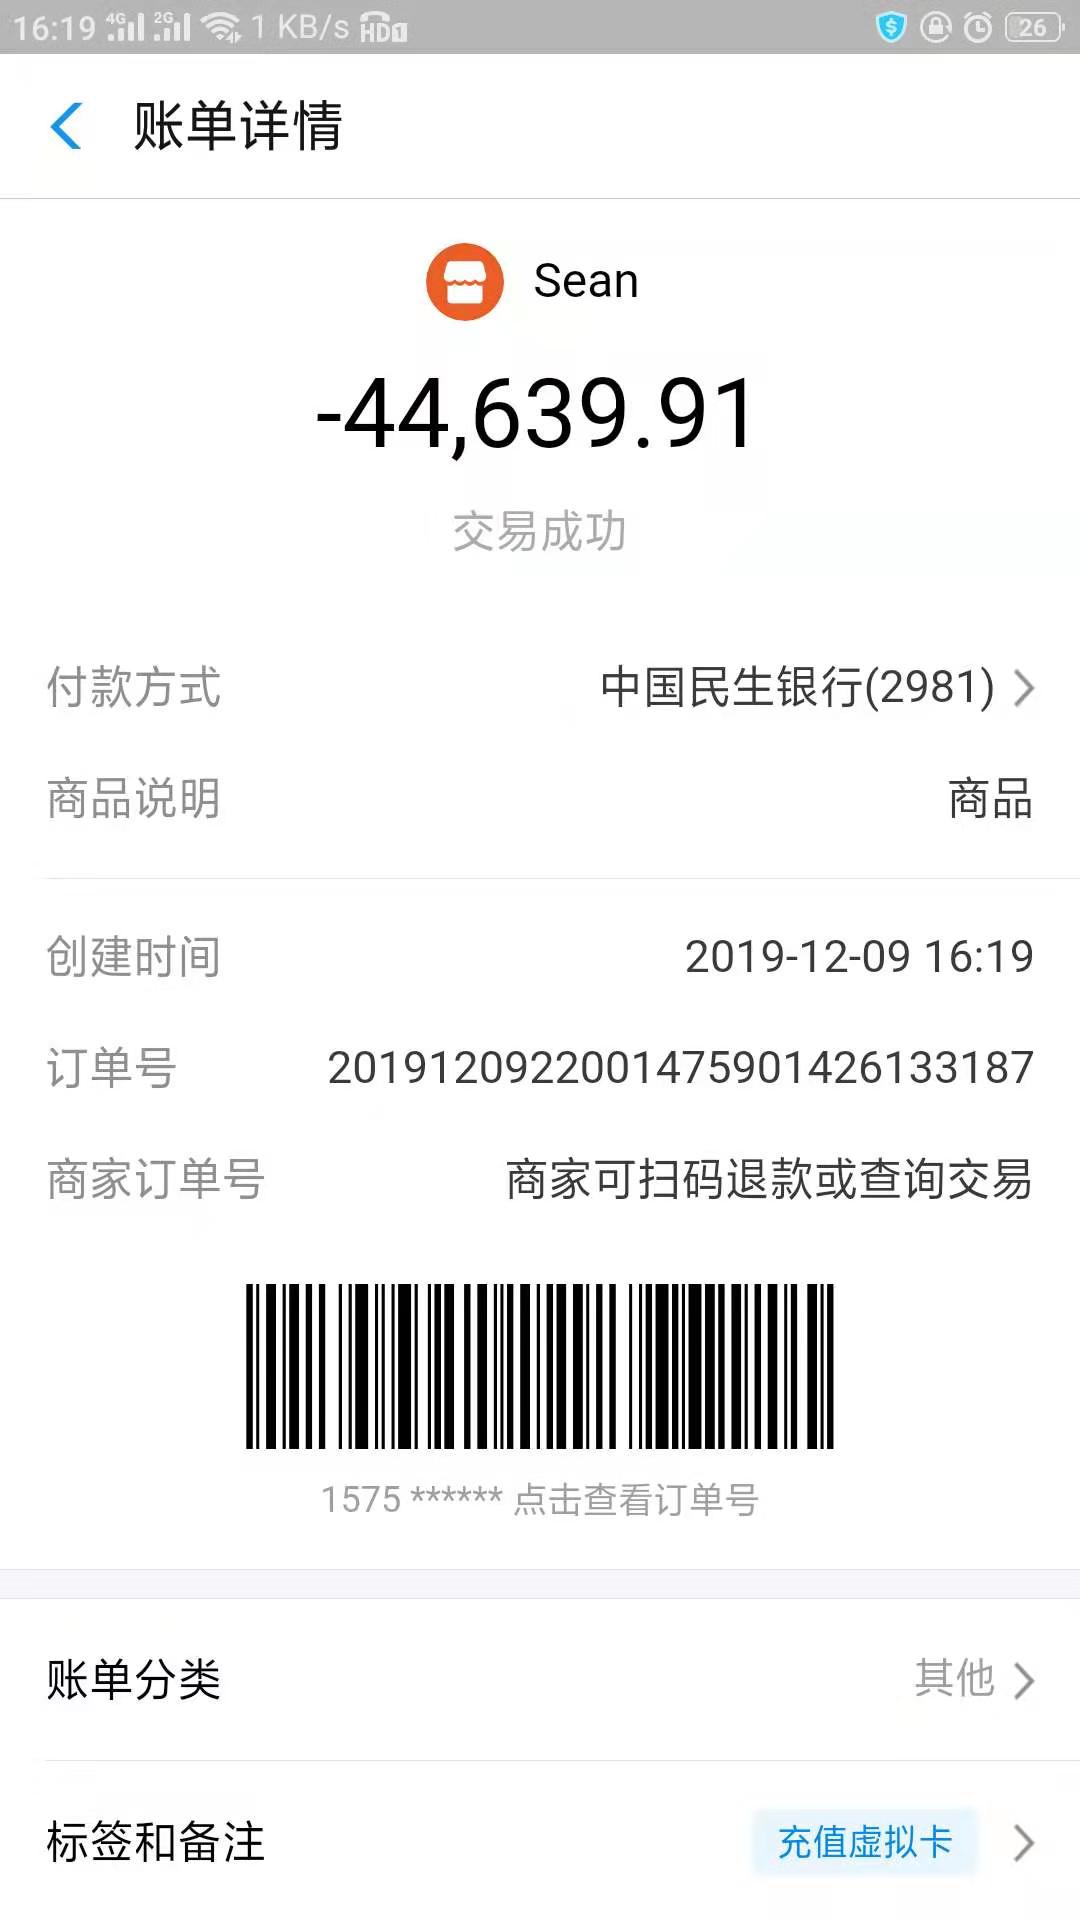 16:19 4G 2G 1 KB/s HD1 26
账单详情
Sean
-44,639.91
交易成功
付款方式 中国民生银行(2981)
商品说明 商品
创建时间 2019-12-09 16:19
订单号 2019120922001475901426133187
商家订单号 商家可扫码退款或查询交易
1575 ****** 点击查看订单号
账单分类 其他
标签和备注 充值虚拟卡